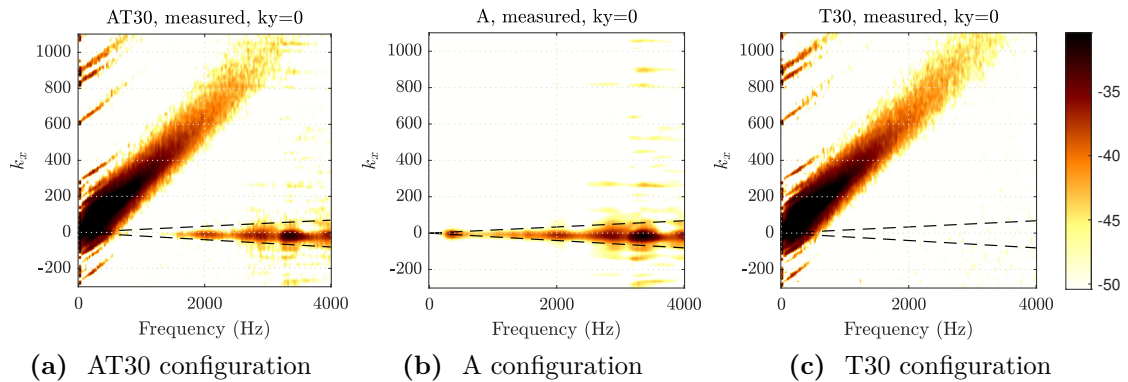 AT30, measured, ky=0
A, measured, ky=0
T30, measured, ky=0
1000
800
600
400
200
0
-200
k_x
0 2000 4000
Frequency (Hz)
1000
800
600
400
200
0
-200
k_x
0 2000 4000
Frequency (Hz)
1000
800
600
400
200
0
-200
k_x
0 2000 4000
Frequency (Hz)
-35
-40
-45
-50
(a) AT30 configuration
(b) A configuration
(c) T30 configuration